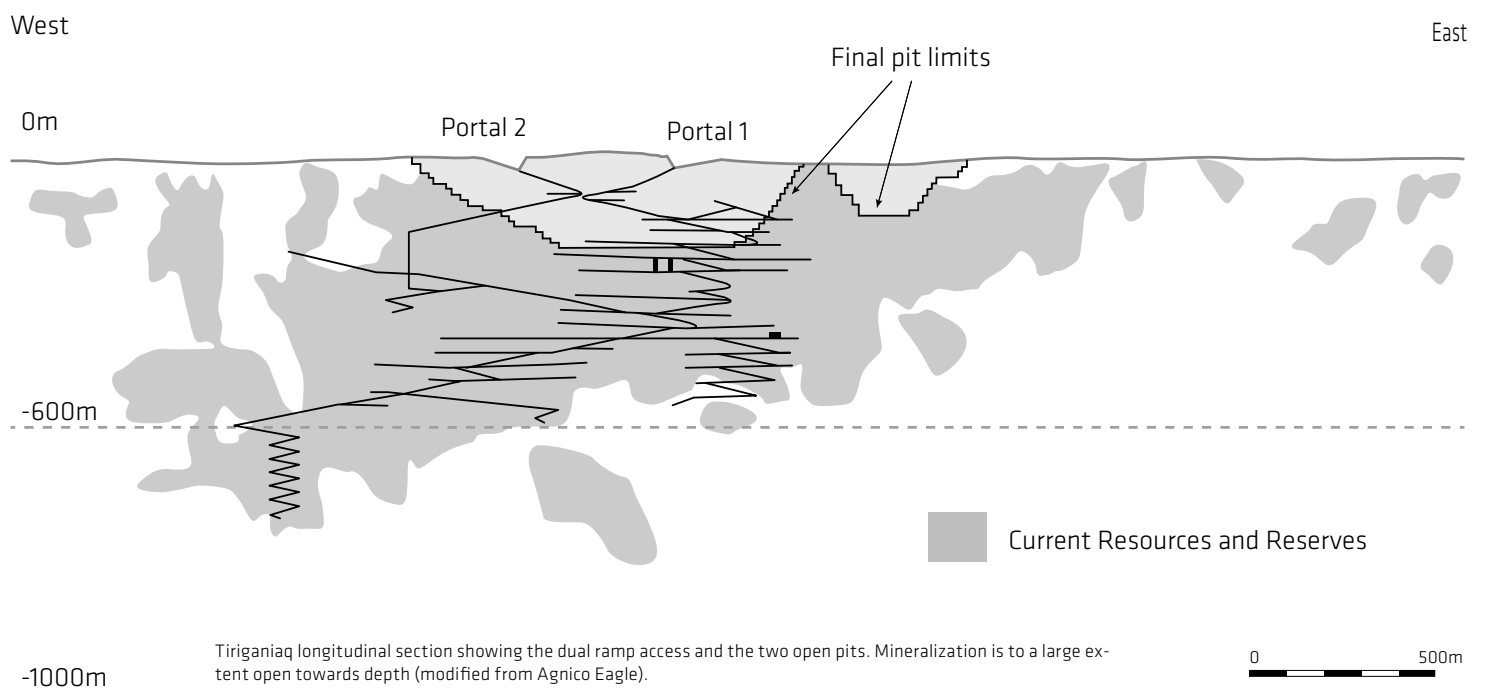 West
East
Final pit limits
0m
Portal 2
Portal 1
-600m
Current Resources and Reserves
Tiriganiaq longitudinal section showing the dual ramp access and the two open pits. Mineralization is to a large ex-
tent open towards depth (modified from Agnico Eagle).
0
500m
-1000m